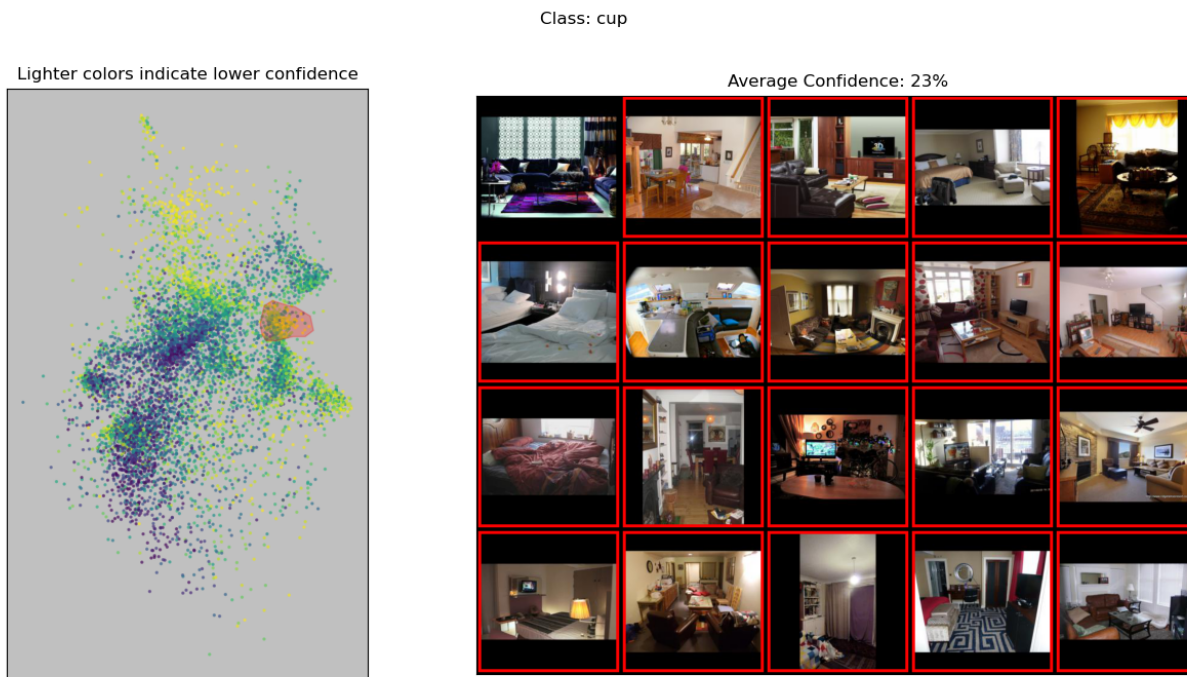 Class: cup
Lighter colors indicate lower confidence
Average Confidence: 23%